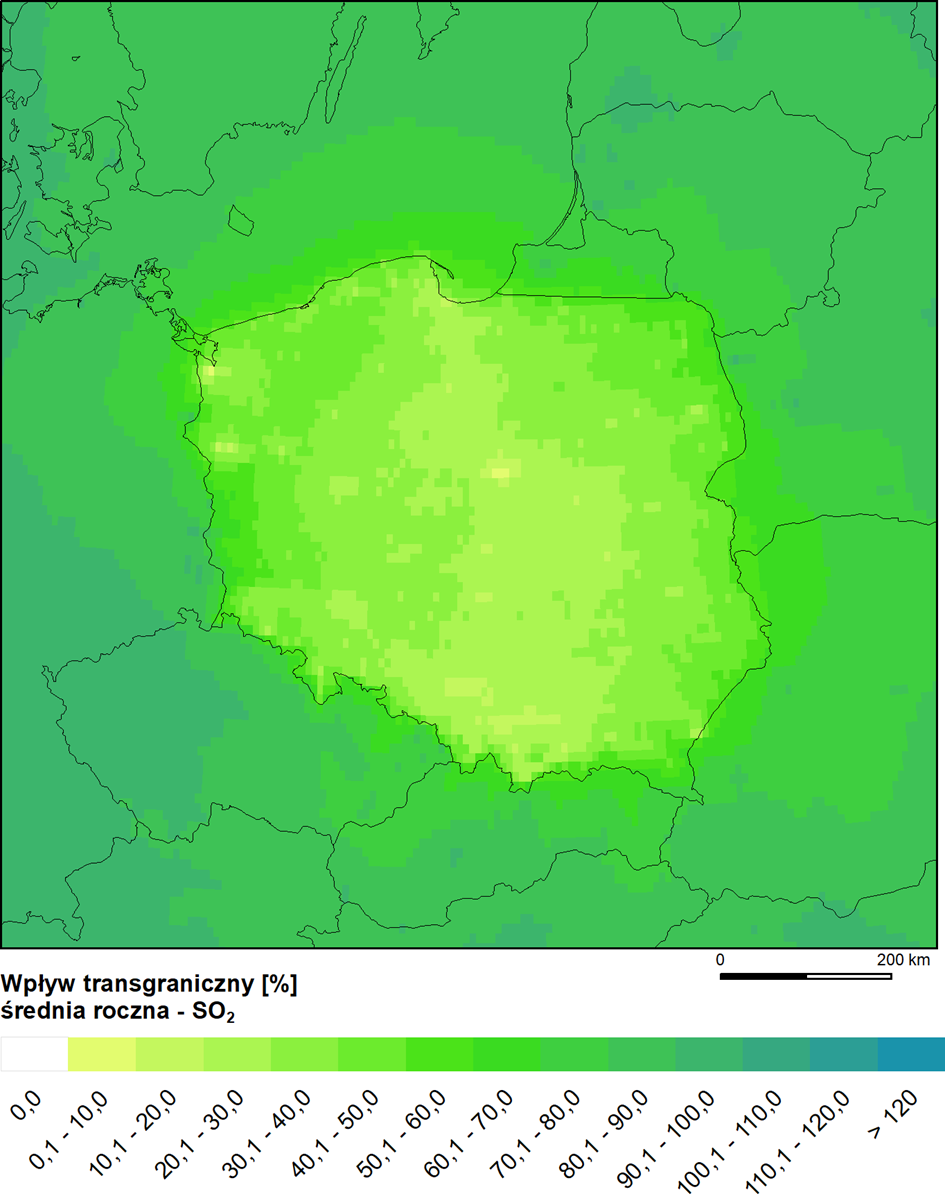 0 200 km
Wpływ transgraniczny [%]
średnia roczna - SO₂
0,0
0,1 - 10,0
10,1 - 20,0
20,1 - 30,0
30,1 - 40,0
40,1 - 50,0
50,1 - 60,0
60,1 - 70,0
70,1 - 80,0
80,1 - 90,0
90,1 - 100,0
100,1 - 110,0
110,1 - 120,0
> 120